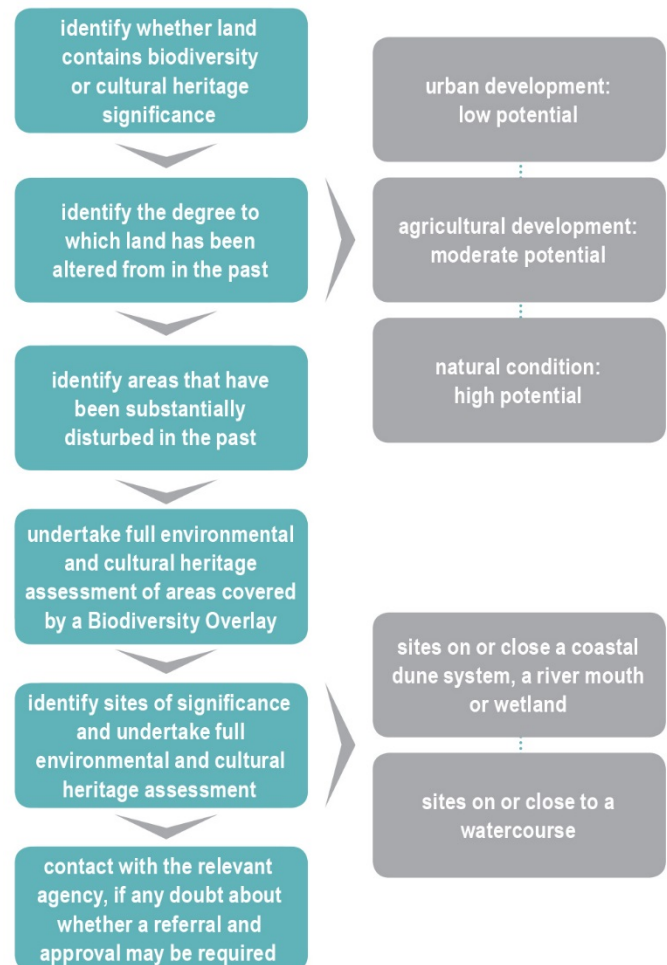 identify whether land
contains biodiversity
or cultural heritage
significance
identify the degree to
which land has been
altered from in the past
urban development:
low potential
agricultural development:
moderate potential
natural condition:
high potential
identify areas that have
been substantially
disturbed in the past
undertake full environmental
and cultural heritage
assessment of areas covered
by a Biodiversity Overlay
identify sites of significance
and undertake full
environmental and cultural
heritage assessment
sites on or close a coastal
dune system, a river mouth
or wetland
sites on or close to a
watercourse
contact with the relevant
agency, if any doubt about
whether a referral and
approval may be required